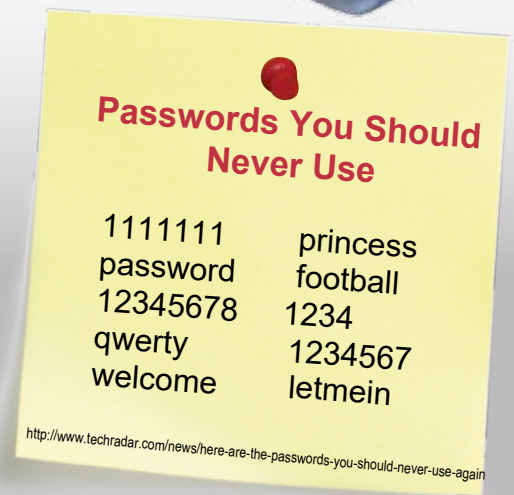 Passwords You Should
Never Use
1111111
password
12345678
qwerty
welcome
princess
football
1234
1234567
letmein
http://www.techradar.com/news/here-are-the-passwords-you-should-never-use-again